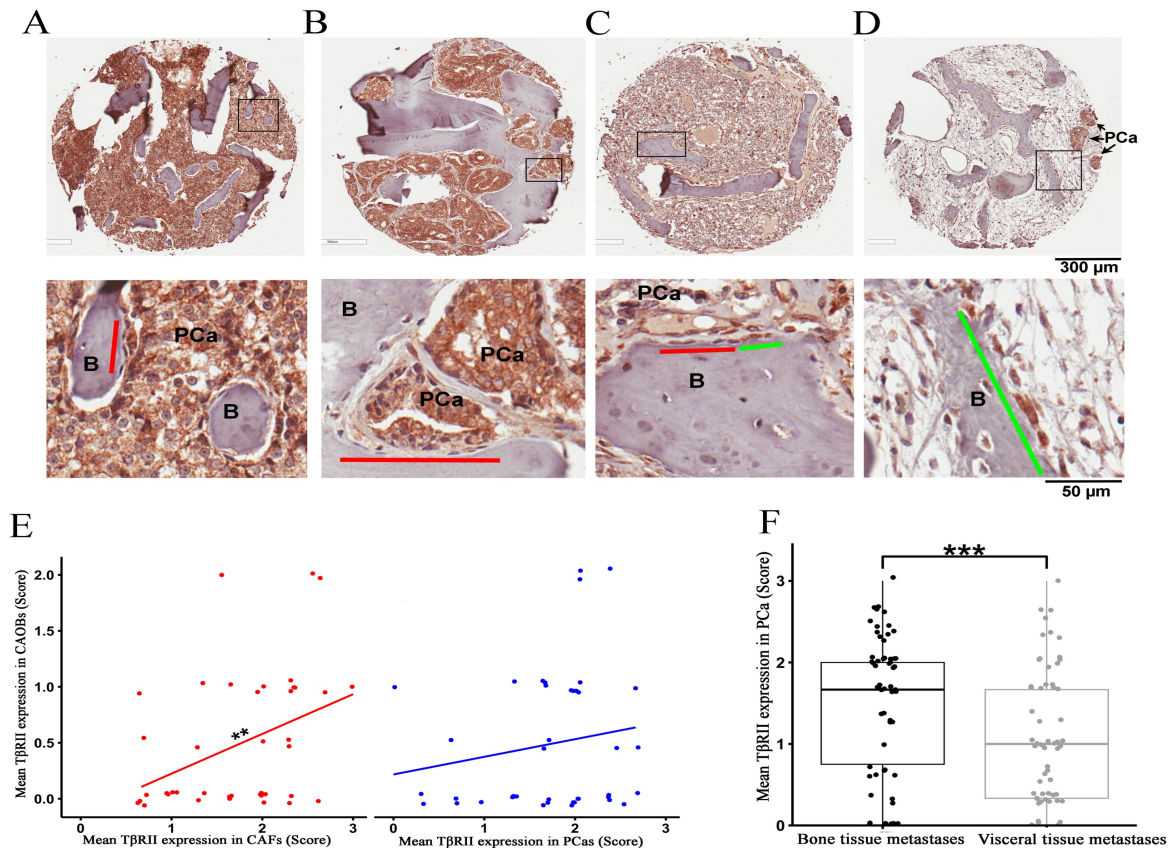 A
B
C
D
PCa
300 µm
B
PCa
B
B
PCa
PCa
PCa
B
B
50 µm
E
Mean TβRII expression in CAOBs (Score)
2.0
1.5
1.0
0.5
0.0
**
0 1 2 3
0 1 2 3
Mean TβRII expression in CAFs (Score)
Mean TβRII expression in PCas (Score)
F
***
Mean TβRII expression in PCa (Score)
3
2
1
0
Bone tissue metastases
Visceral tissue metastases